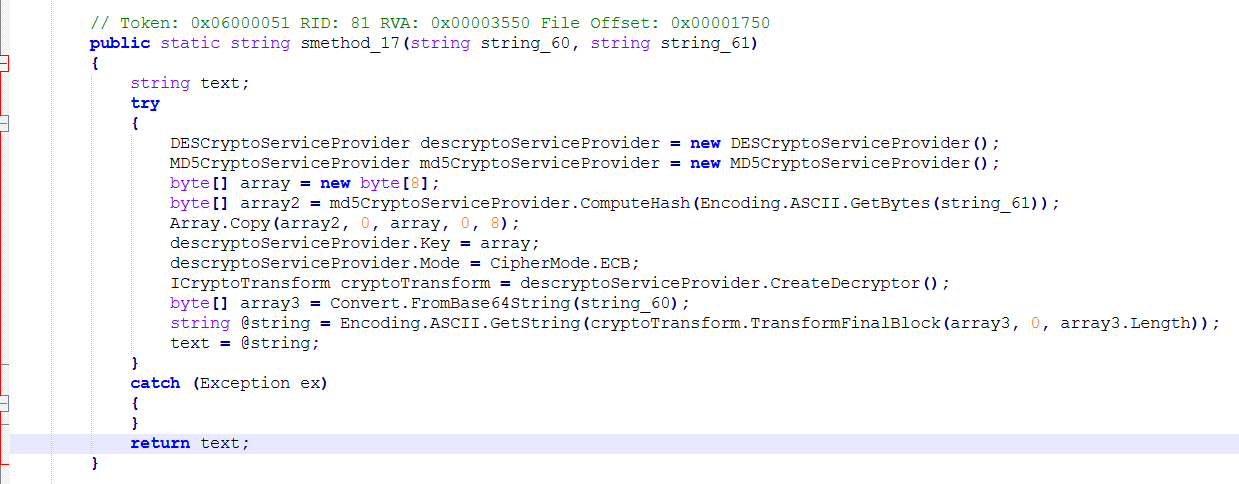 // Token: 0x06000051 RID: 81 RVA: 0x00003550 File Offset: 0x00001750
public static string smethod_17(string string_60, string string_61)
{
string text;
try
{
DESCryptoServiceProvider descryptoServiceProvider = new DESCryptoServiceProvider();
MD5CryptoServiceProvider md5CryptoServiceProvider = new MD5CryptoServiceProvider();
byte[] array = new byte[8];
byte[] array2 = md5CryptoServiceProvider.ComputeHash(Encoding.ASCII.GetBytes(string_61));
Array.Copy(array2, 0, array, 0, 8);
descryptoServiceProvider.Key = array;
descryptoServiceProvider.Mode = CipherMode.ECB;
ICryptoTransform cryptoTransform = descryptoServiceProvider.CreateDecryptor();
byte[] array3 = Convert.FromBase64String(string_60);
string @string = Encoding.ASCII.GetString(cryptoTransform.TransformFinalBlock(array3, 0, array3.Length));
text = @string;
}
catch (Exception ex)
{
}
return text;
}